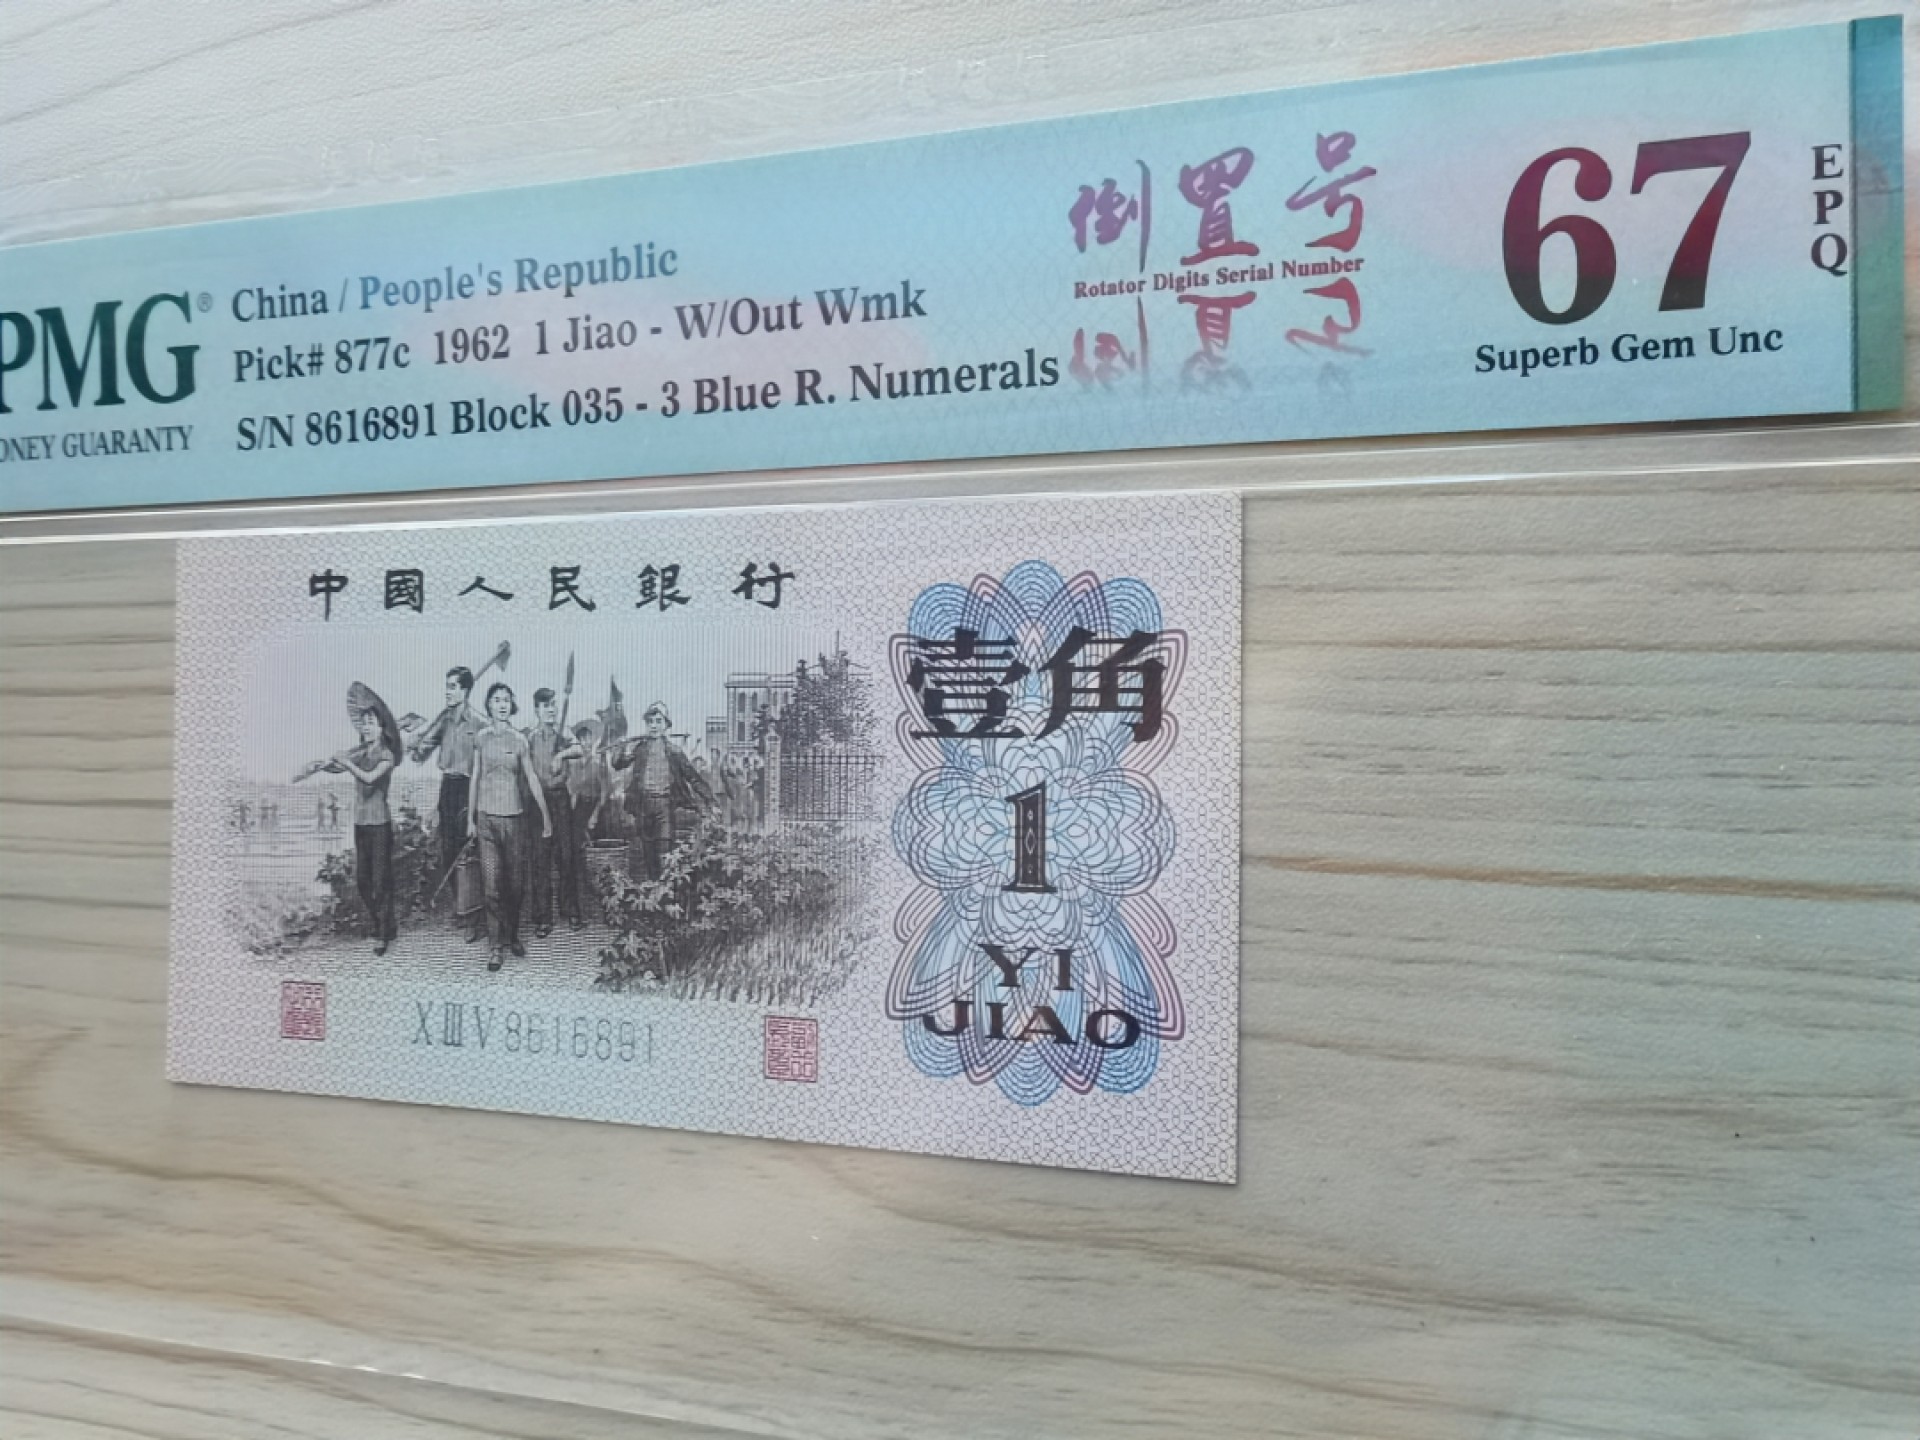 PMG®
ONEY GUARANTY
China / People's Republic
Pick# 877c 1962 1 Jiao - W/Out Wmk
S/N 8616891 Block 035 - 3 Blue R. Numerals
倒置号
Rotator Digits Serial Number
67
EPQ
Superb Gem Unc
中國人民銀行
壹角
1
YI
JIAO
XⅢV8616891